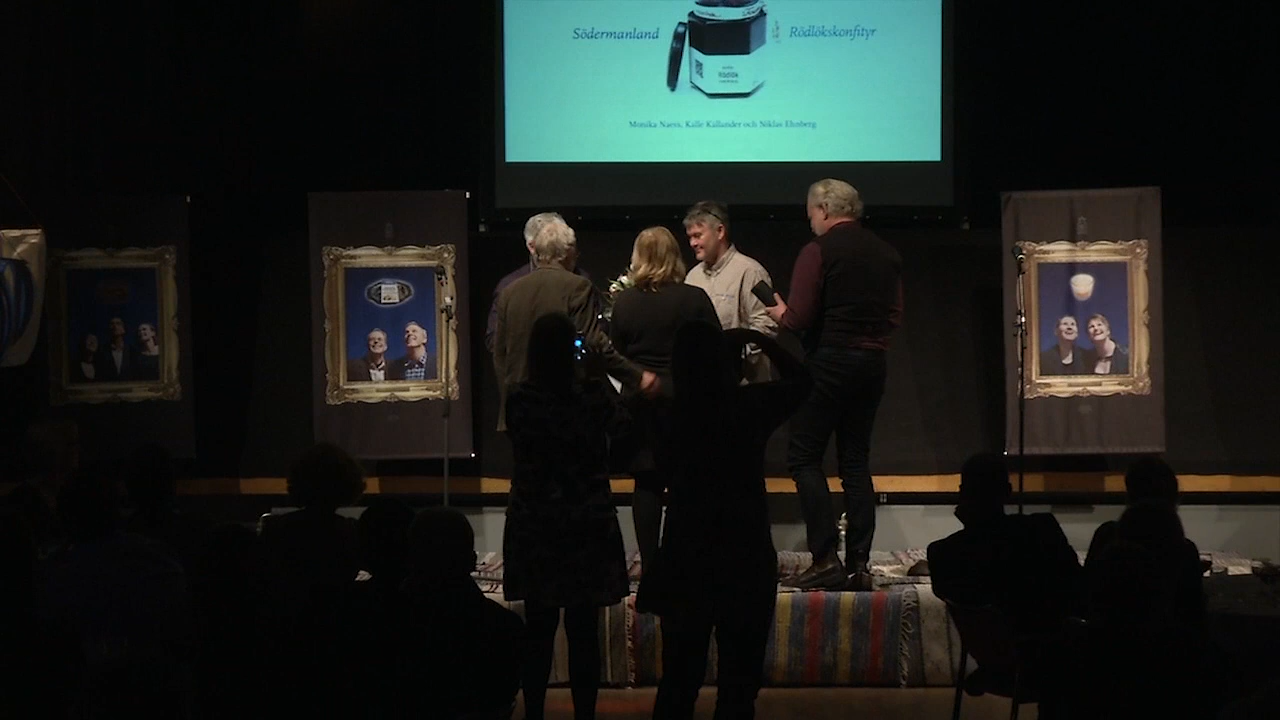 Södermanland
Rödlökskonfityr
Monika Naess, Kalle Kallander och Niklas Ehnberg